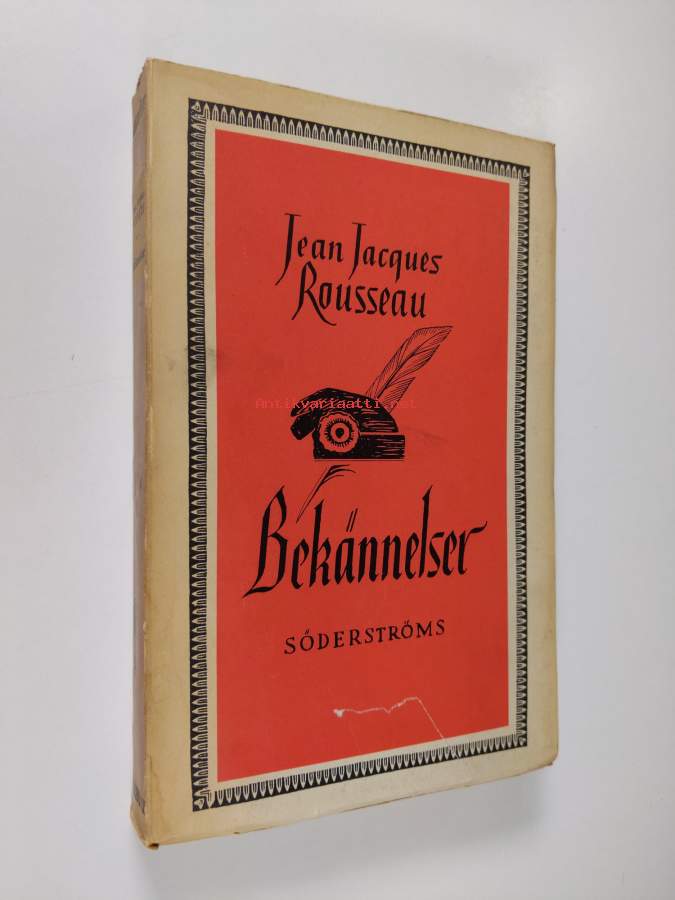 Jean Jacques
Rousseau
Antikvariaatti.net
Bekännelser
SÖDERSTRÖMS